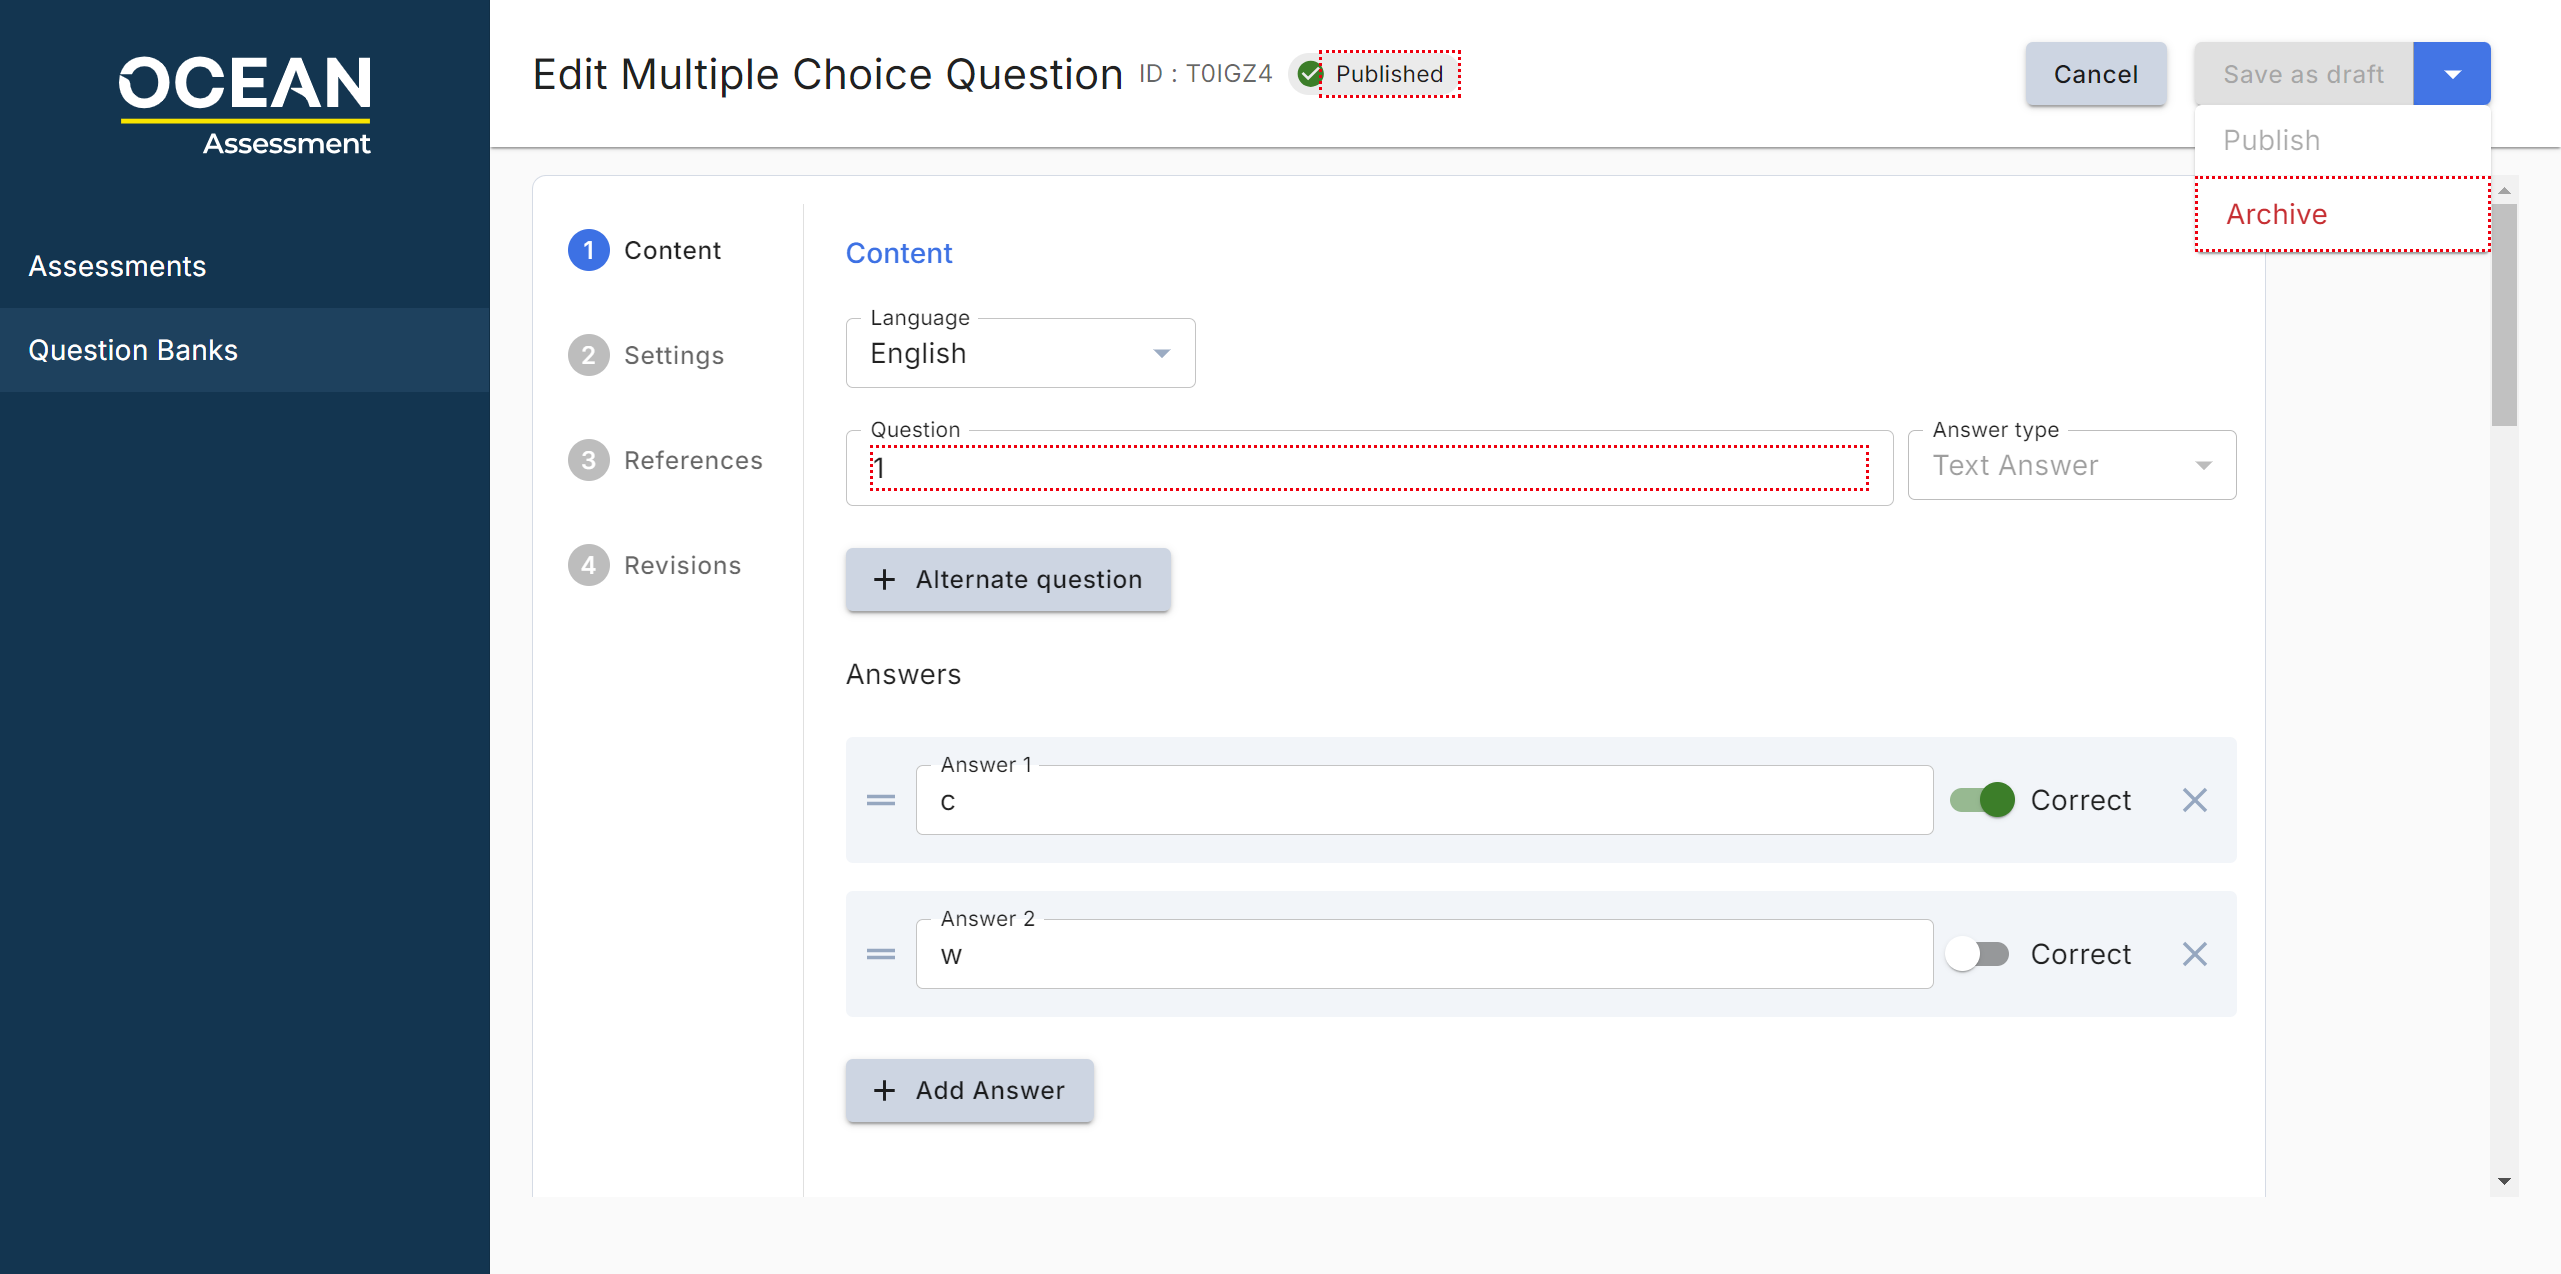 OCEAN
Assessment
Assessments
Question Banks
Edit Multiple Choice Question ID : T0IGZ4 Published
Cancel
Save as draft
Publish
Archive
1 Content
2 Settings
3 References
4 Revisions
Content
Language
English
Question
1
Answer type
Text Answer
+ Alternate question
Answers
Answer 1
c
Correct
Answer 2
w
Correct
+ Add Answer